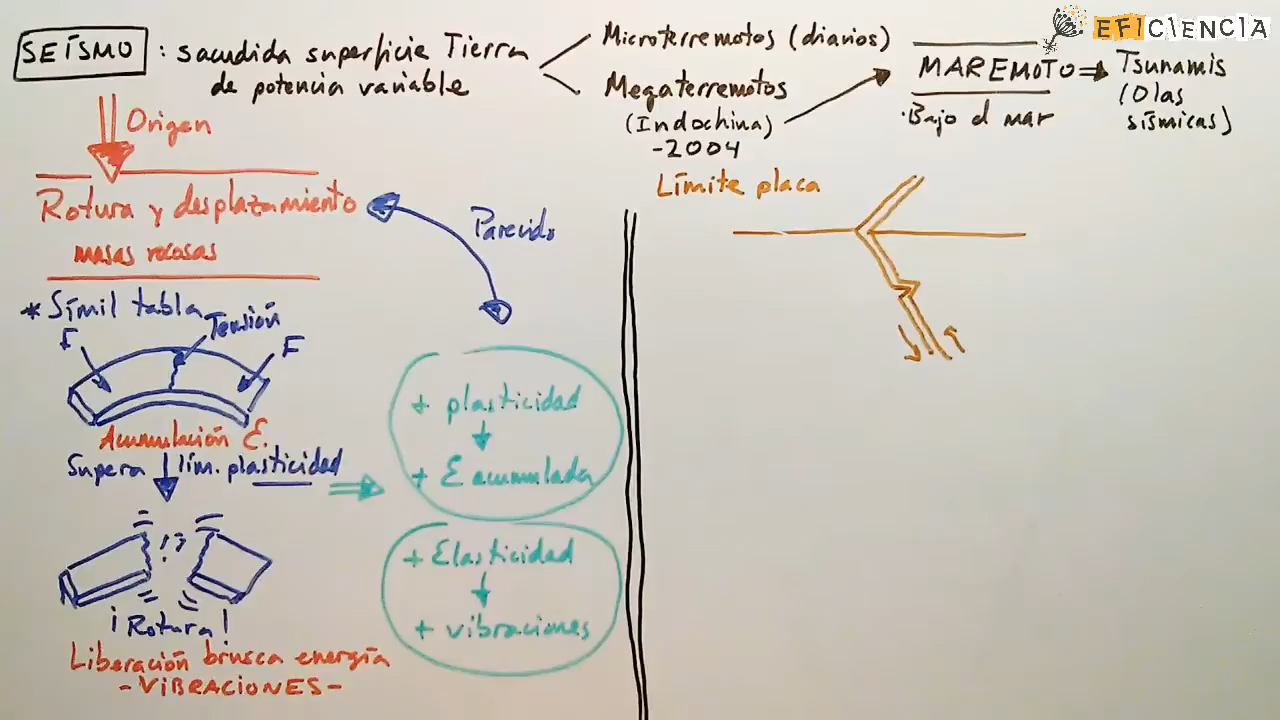 EFICIENCIA
SEÍSMO : sacudida superficie Tierra
de potencia variable
Microterremotos (diarios)
Megaterremotos
(Indochina)
-2004
MAREMOTO ⇒ Tsunamis
(Olas
sísmicas)
·Bajo el mar
Origen
Rotura y desplazamiento
masas rocosas
Parecido
* Símil tabla
Tensión
F
F
Acumulación E.
Supera lím. plasticidad
¡Rotura!
Liberación brusca energía
-VIBRACIONES-
+ plasticidad
+ E acumulada
+ Elasticidad
+ vibraciones
Límite placa